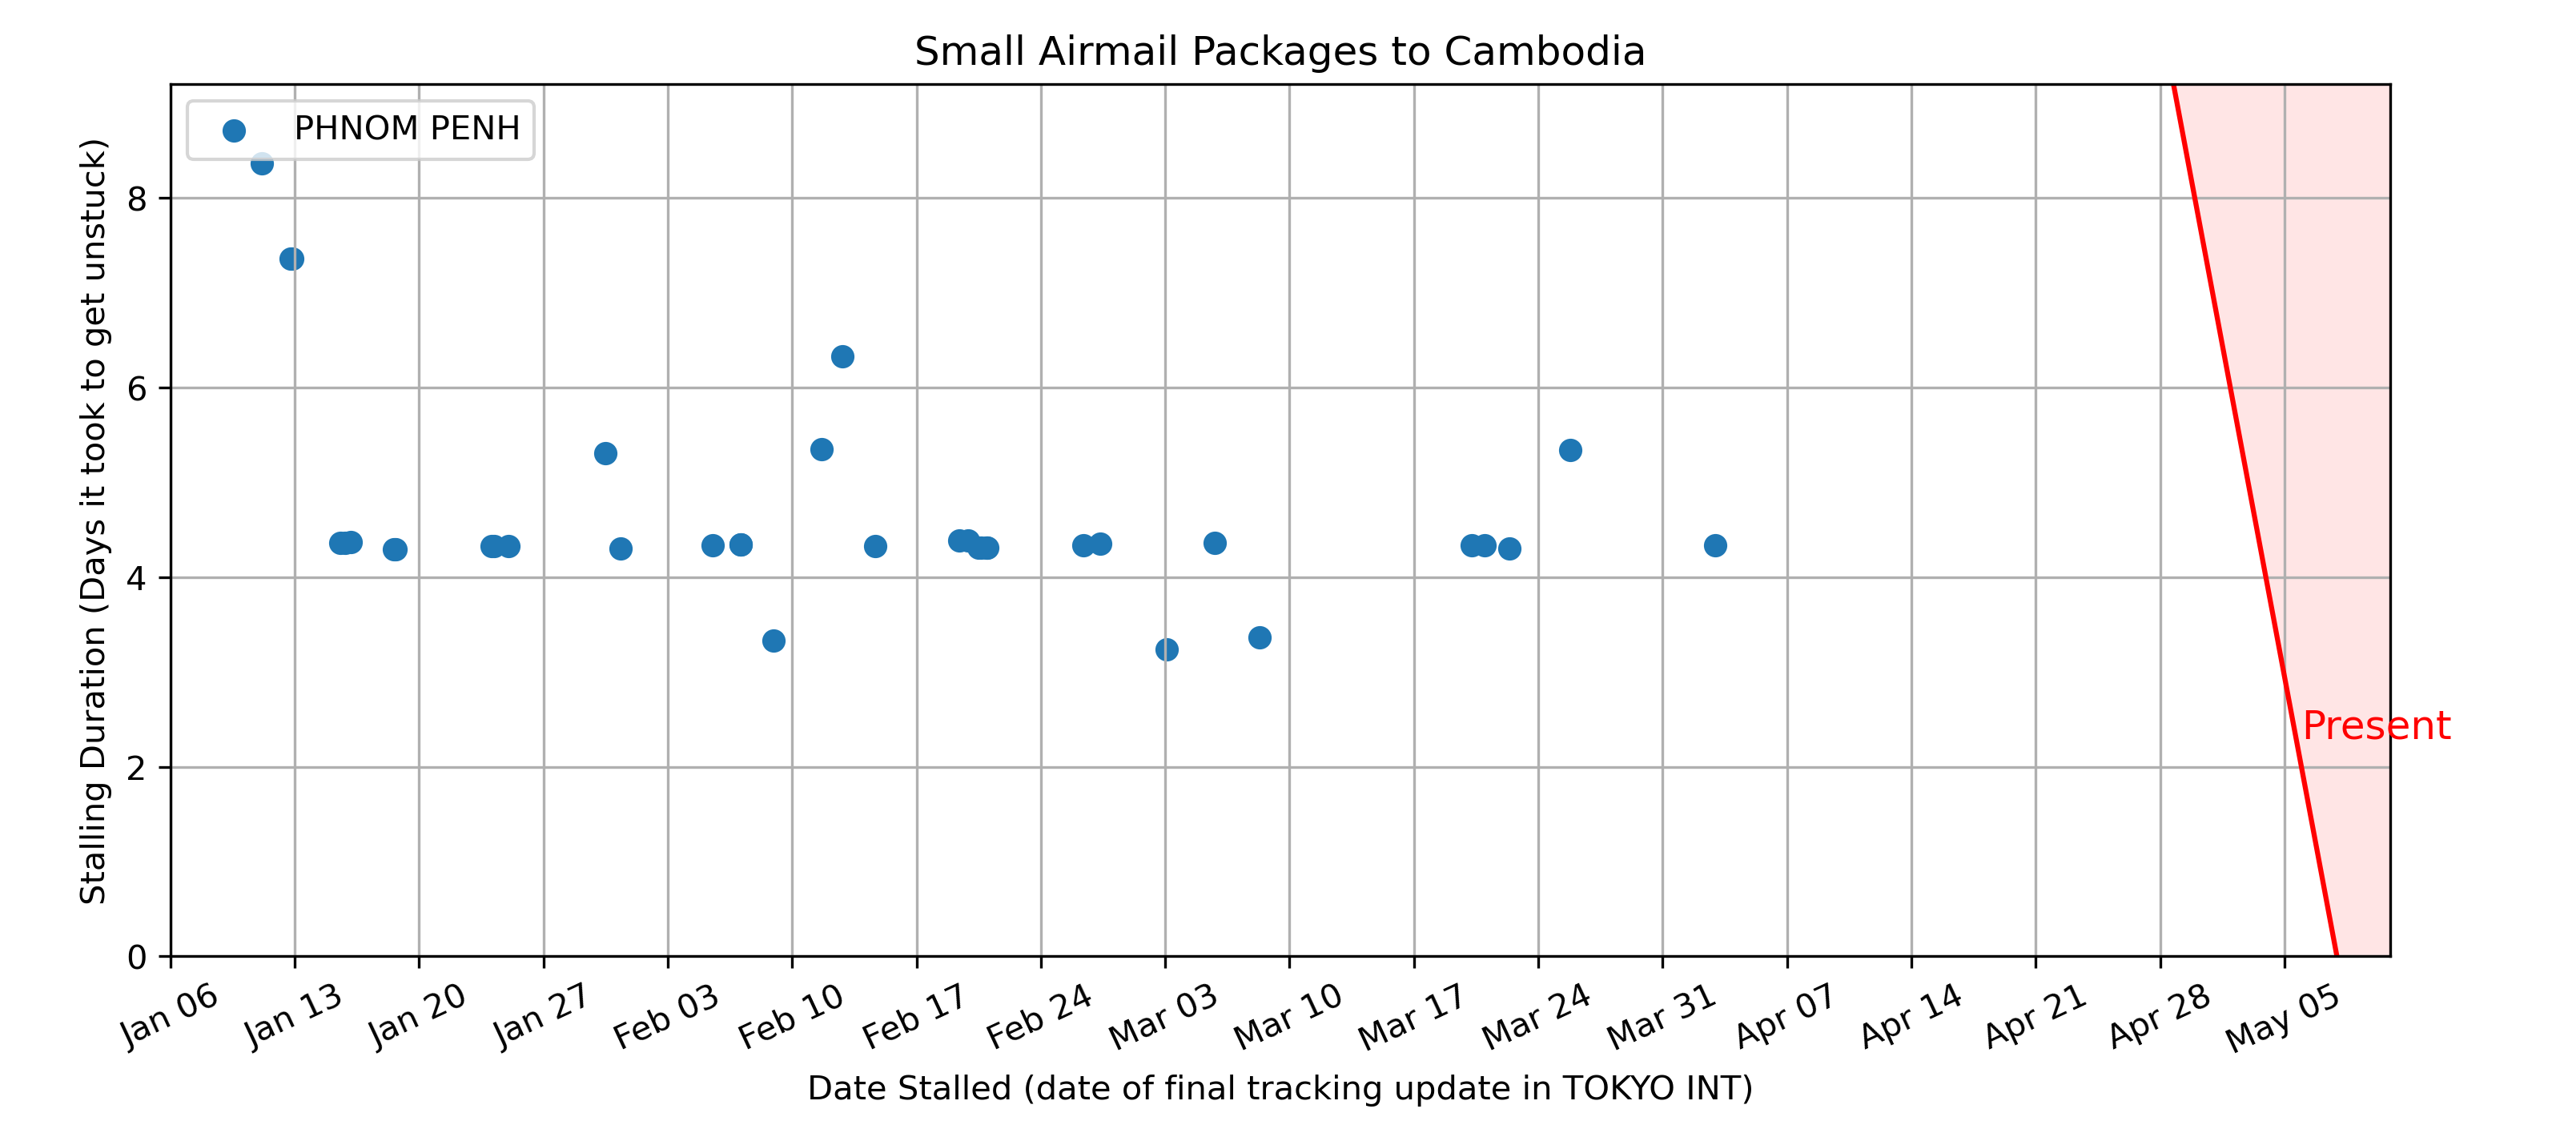 Small Airmail Packages to Cambodia
PHNOM PENH
Stalling Duration (Days it took to get unstuck)
8
6
4
2
0
Present
Jan 06
Jan 13
Jan 20
Jan 27
Feb 03
Feb 10
Feb 17
Feb 24
Mar 03
Mar 10
Mar 17
Mar 24
Mar 31
Apr 07
Apr 14
Apr 21
Apr 28
May 05
Date Stalled (date of final tracking update in TOKYO INT)